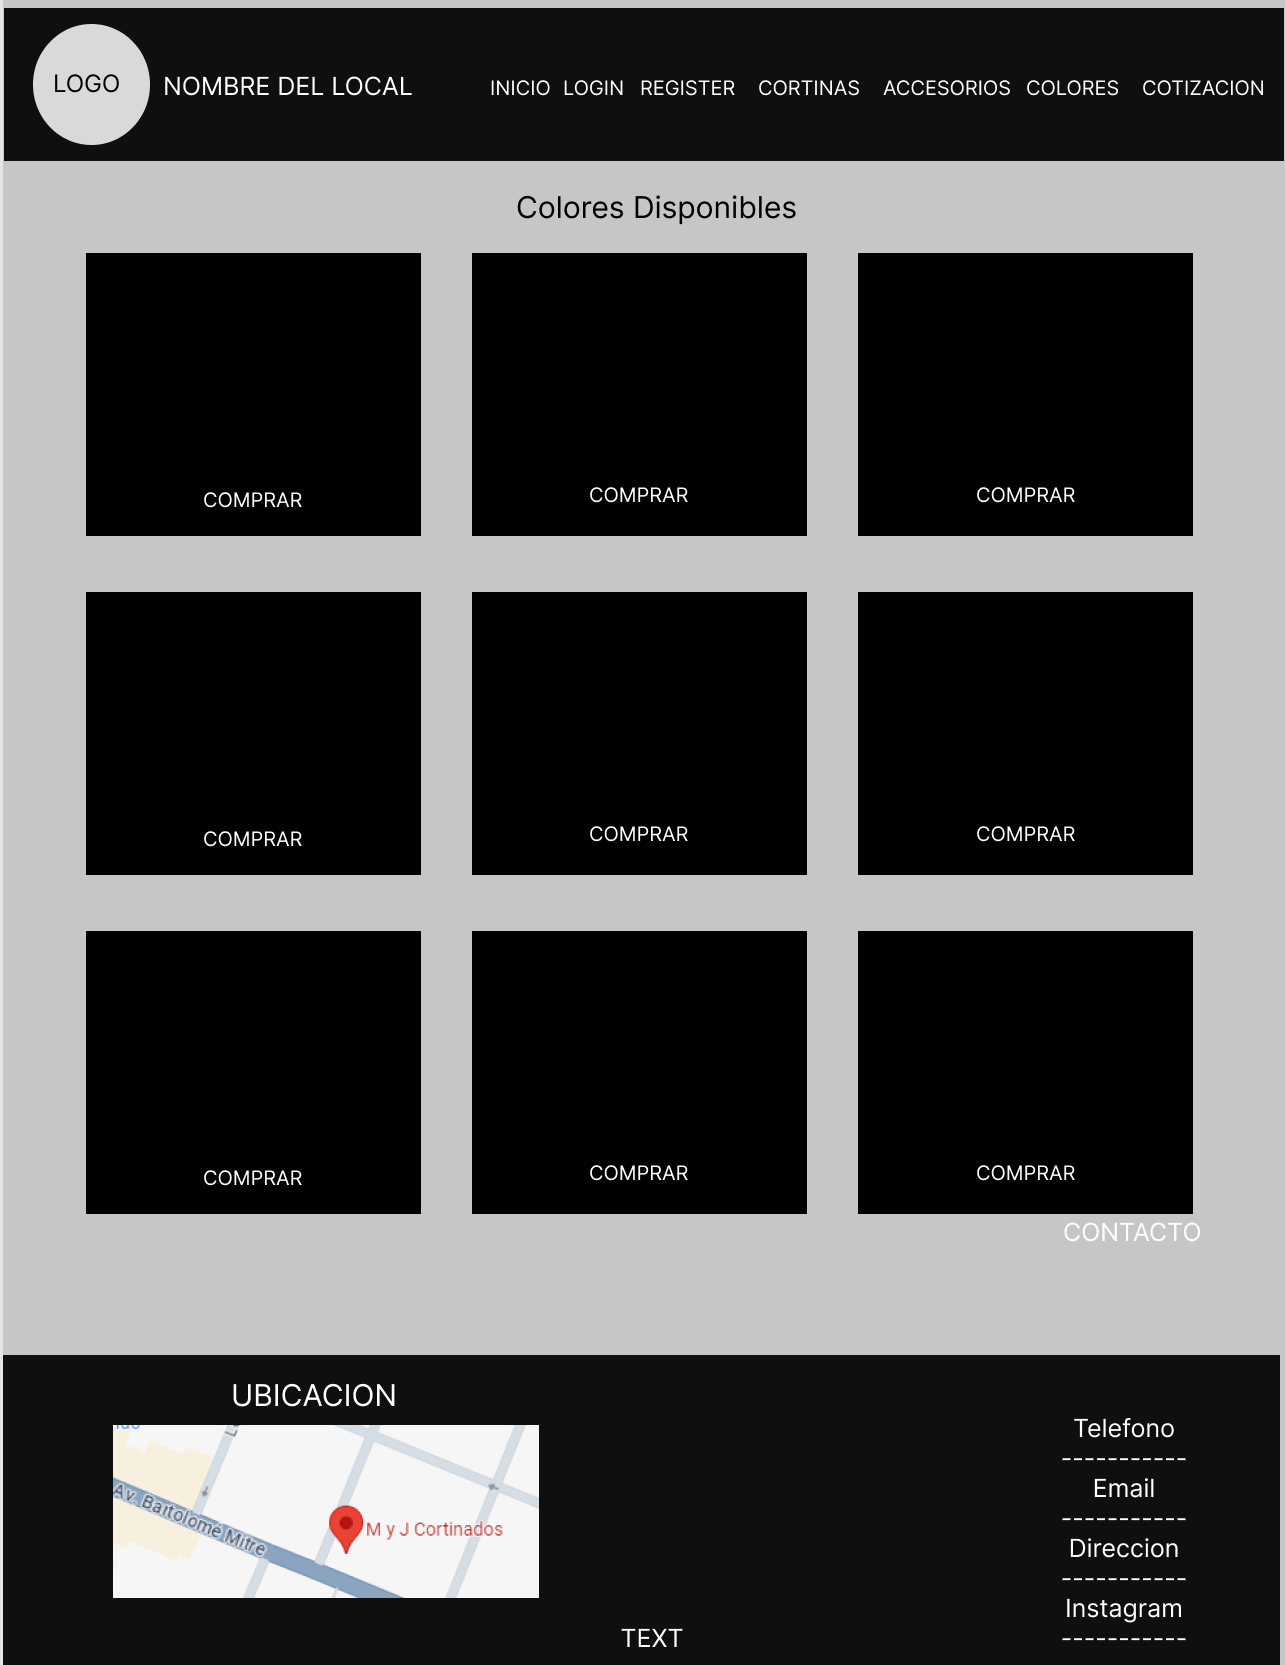 LOGO
NOMBRE DEL LOCAL
INICIO LOGIN REGISTER CORTINAS ACCESORIOS COLORES COTIZACION
Colores Disponibles
COMPRAR COMPRAR COMPRAR
COMPRAR COMPRAR COMPRAR
COMPRAR COMPRAR COMPRAR
CONTACTO
UBICACION
Av. Bartolomé Mitre
M y J Cortinados
TEXT
Telefono
-----------
Email
-----------
Direccion
-----------
Instagram
-----------